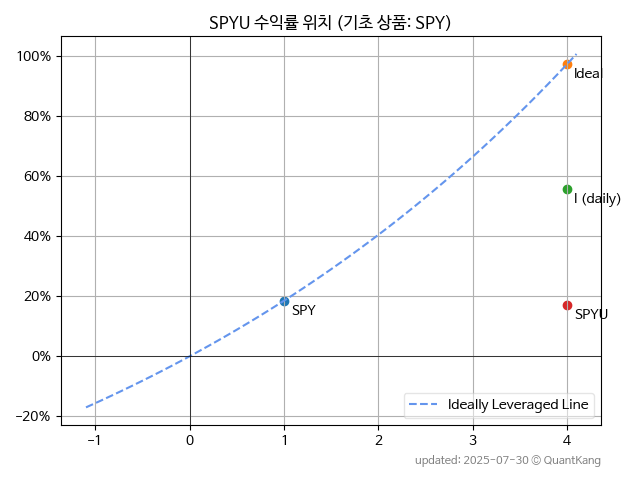 SPYU 수익률 위치 (기초 상품: SPY)
100%
80%
60%
40%
20%
0%
−20%
−1
0
1
2
3
4
Ideal
I (daily)
SPY
SPYU
Ideally Leveraged Line
updated: 2025-07-30 © QuantKang